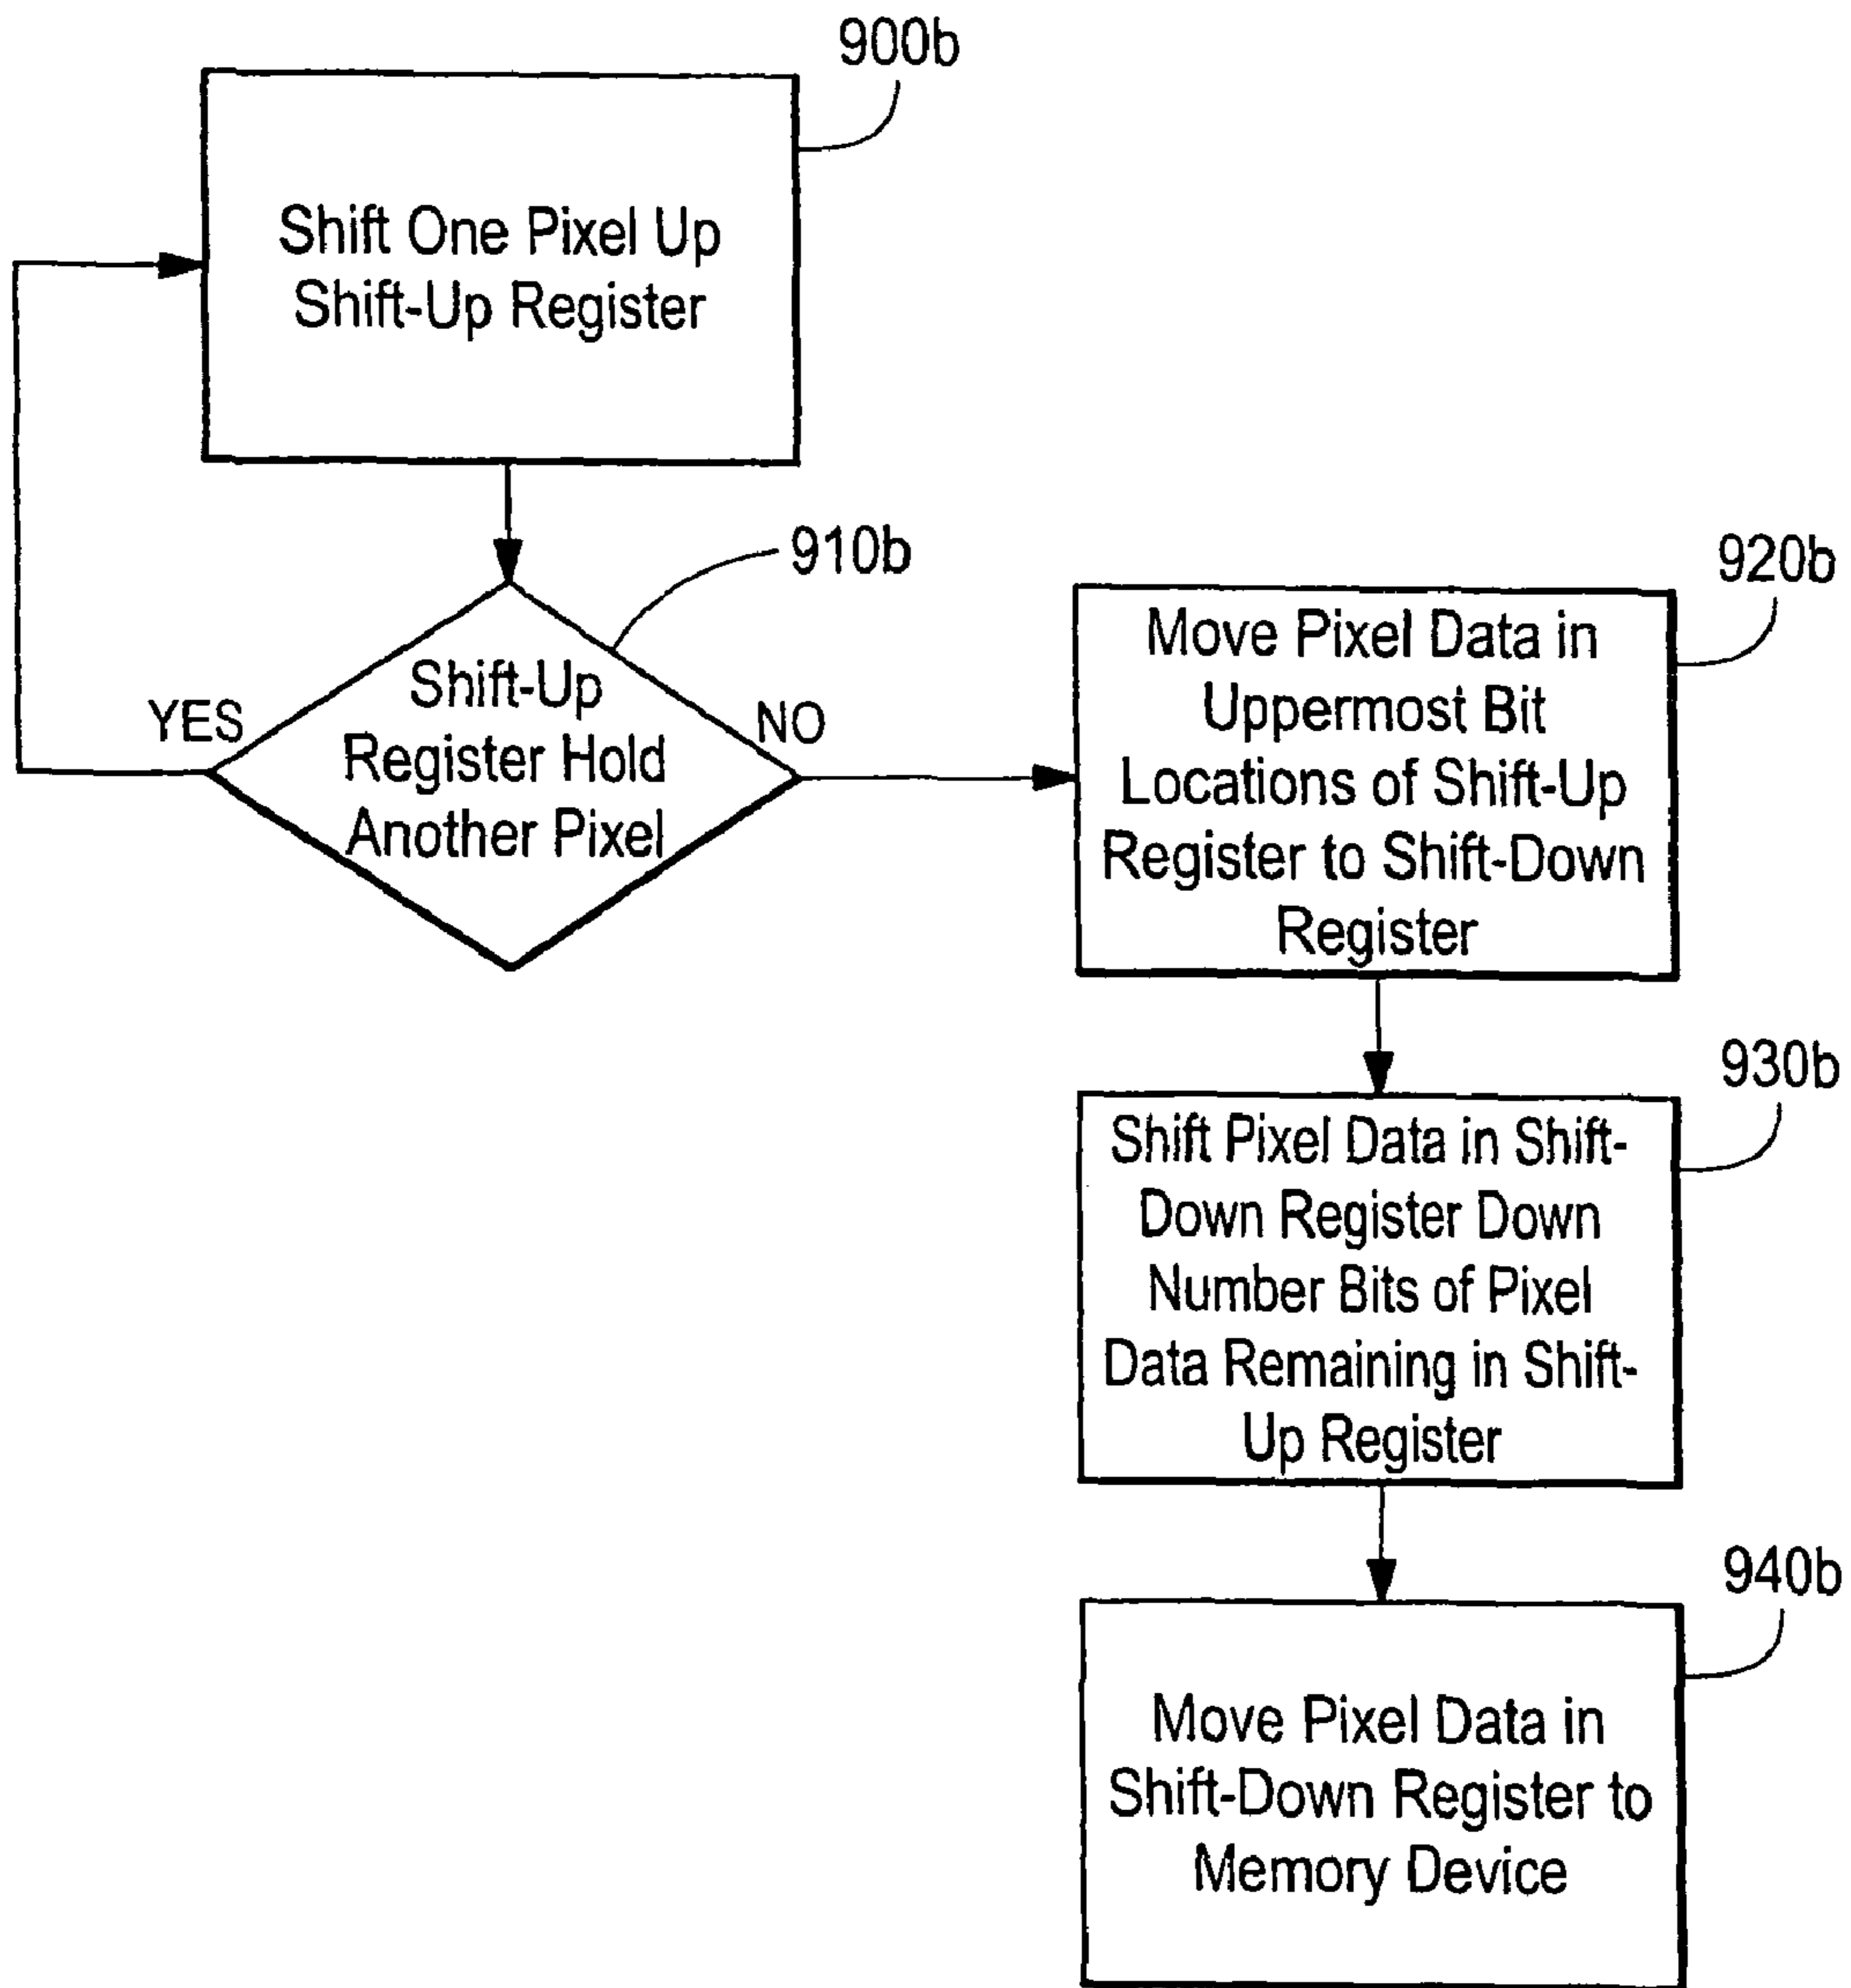 900b
Shift One Pixel Up
Shift-Up Register
910b
Shift-Up
Register Hold
Another Pixel
YES
NO
920b
Move Pixel Data in
Uppermost Bit
Locations of Shift-Up
Register to Shift-Down
Register
930b
Shift Pixel Data in Shift-
Down Register Down
Number Bits of Pixel
Data Remaining in Shift-
Up Register
940b
Move Pixel Data in
Shift-Down Register to
Memory Device